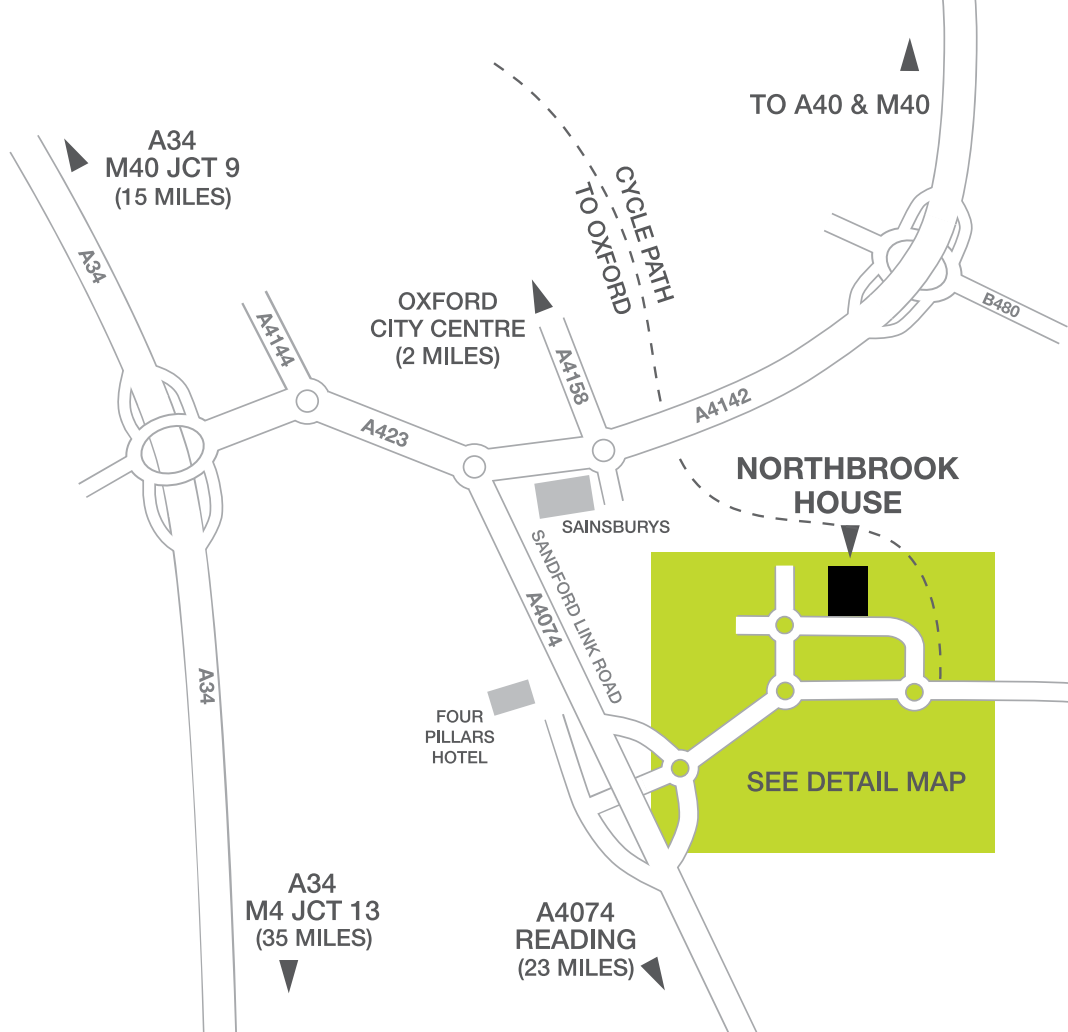 TO A40 & M40
A34
M40 JCT 9
(15 MILES)
CYCLE PATH
TO OXFORD
A34
B480
OXFORD
CITY CENTRE
(2 MILES)
A4144
A4158
A4142
A423
NORTHBROOK
HOUSE
SAINSBURYS
SANDFORD LINK ROAD
A4074
A34
FOUR
PILLARS
HOTEL
SEE DETAIL MAP
A34
M4 JCT 13
(35 MILES)
A4074
READING
(23 MILES)